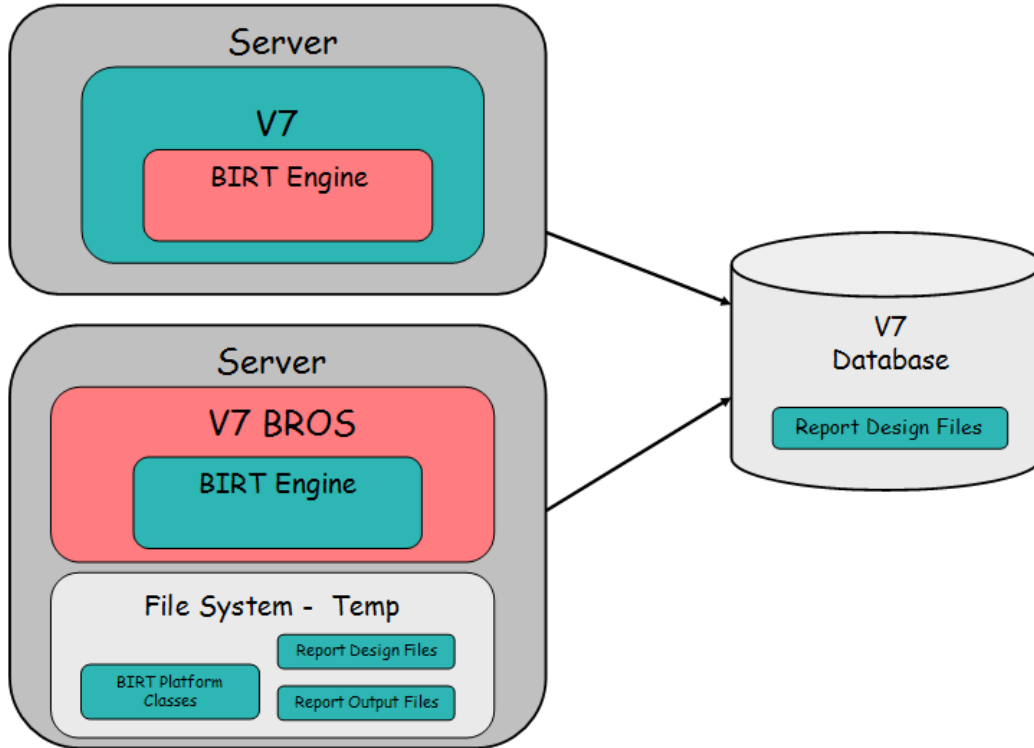 Server
V7
BIRT Engine
Server
V7 BROS
BIRT Engine
File System - Temp
BIRT Platform
Classes
Report Design Files
Report Output Files
V7
Database
Report Design Files